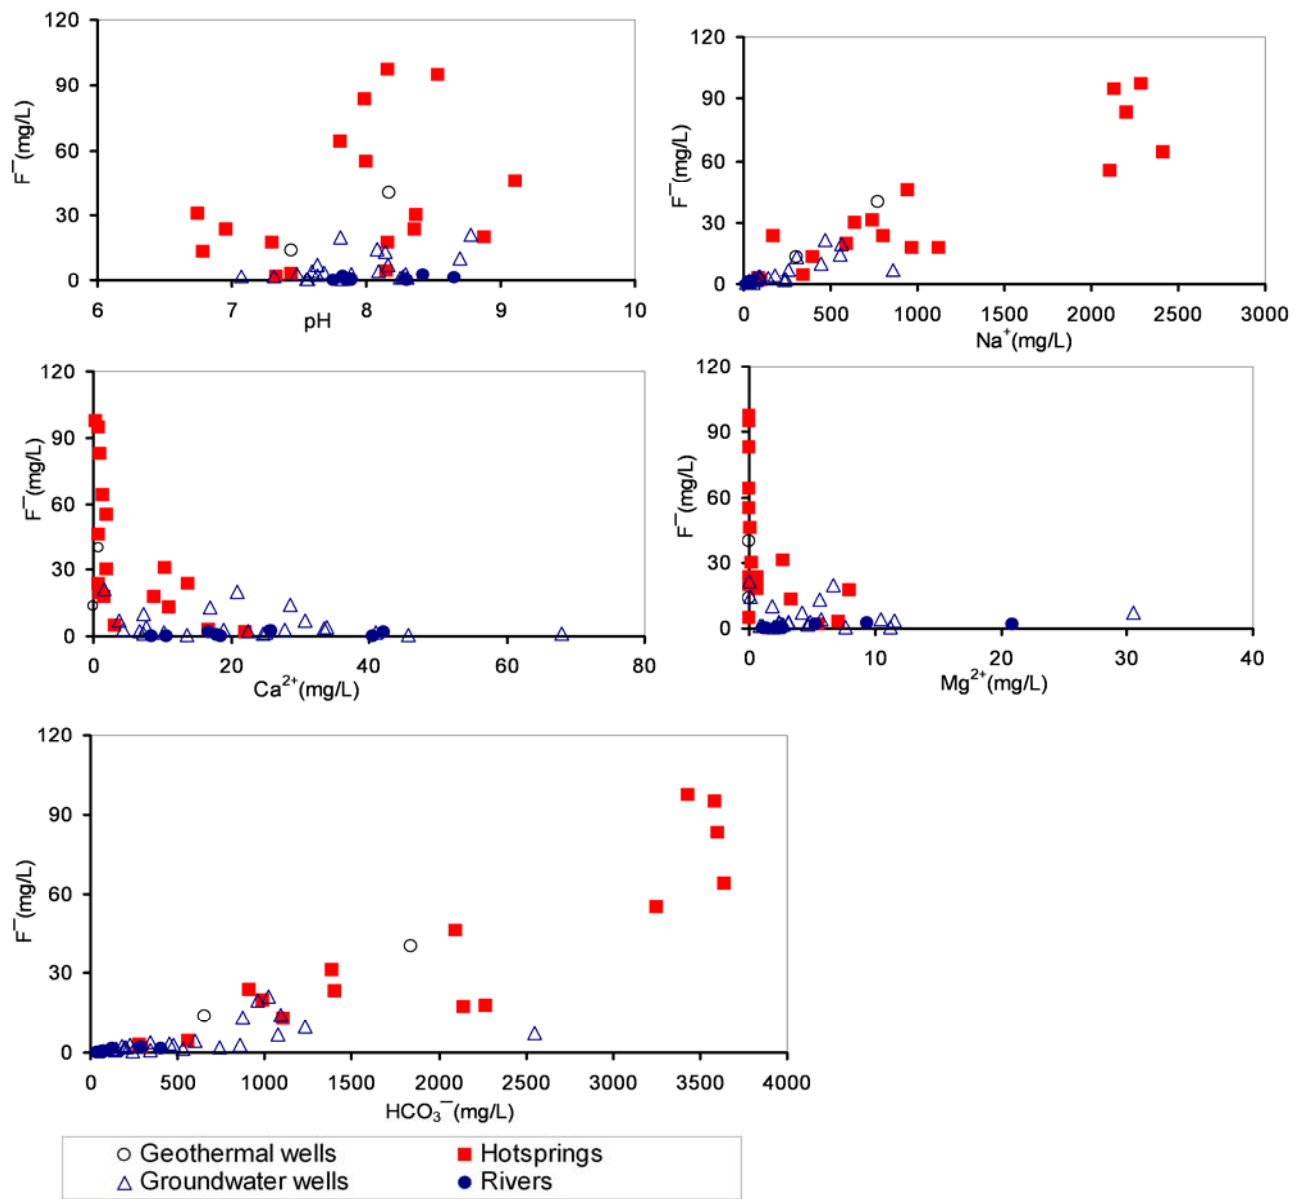 120
90
60
30
0
F⁻(mg/L)
6 7 8 9 10
pH
120
90
60
30
0
F⁻(mg/L)
0 500 1000 1500 2000 2500 3000
Na⁺(mg/L)
120
90
60
30
0
F⁻(mg/L)
0 20 40 60 80
Ca²⁺(mg/L)
120
90
60
30
0
F⁻(mg/L)
0 10 20 30 40
Mg²⁺(mg/L)
120
90
60
30
0
F⁻(mg/L)
0 500 1000 1500 2000 2500 3000 3500 4000
HCO₃⁻(mg/L)
Geothermal wells Hotsprings
Groundwater wells Rivers